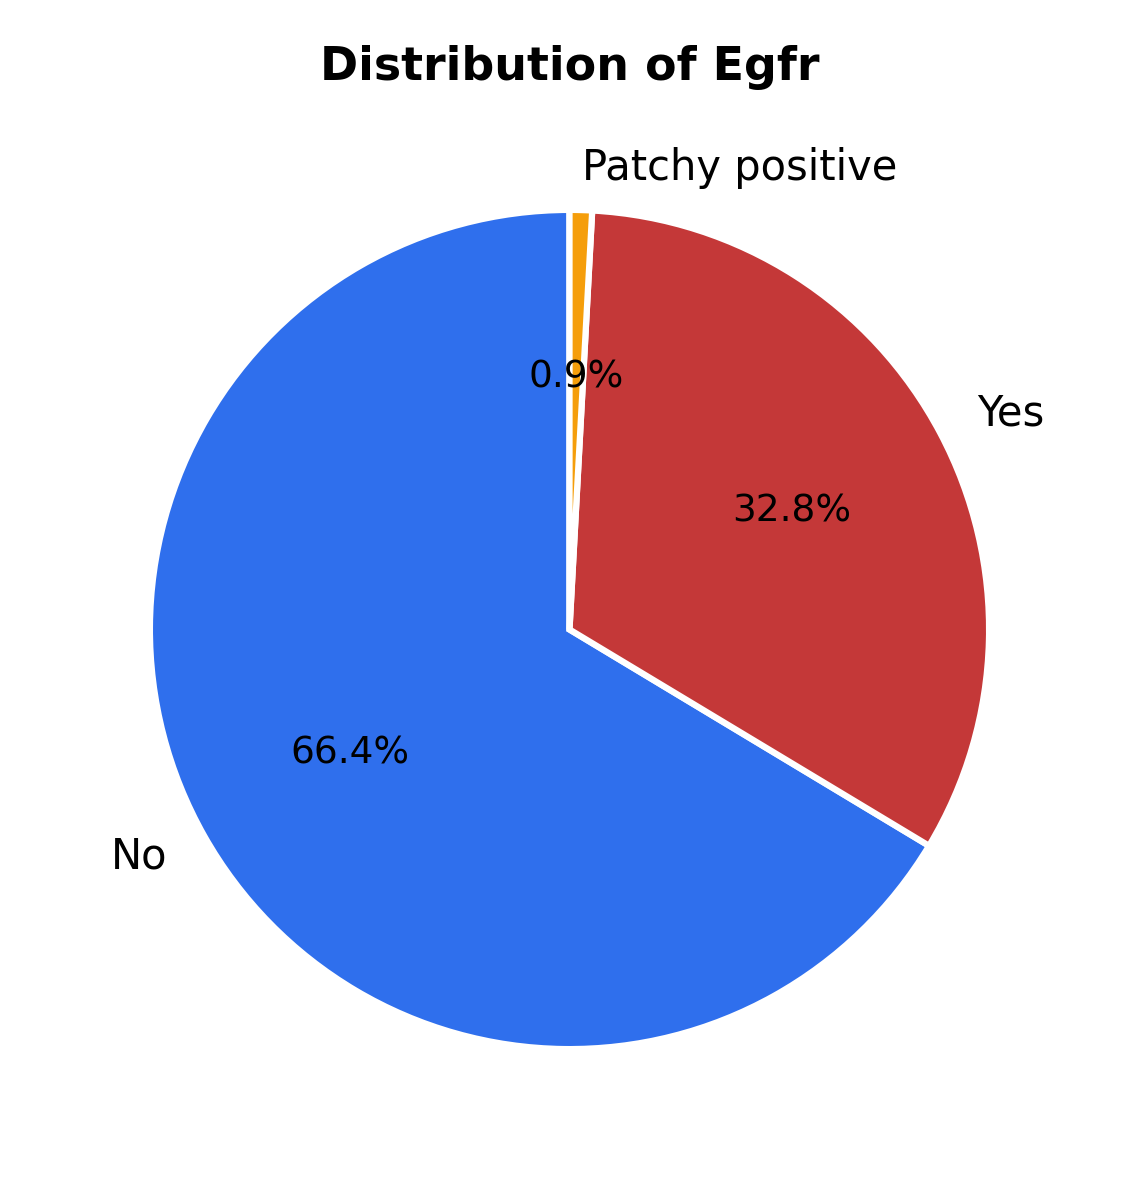 Distribution of Egfr
Patchy positive
0.9%
Yes
32.8%
66.4%
No